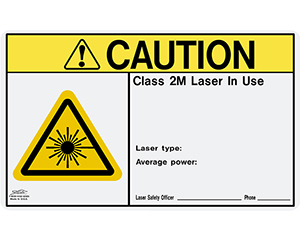 CAUTION
Class 2M Laser In Use
Laser type:
Average power:
Laser Safety Officer
Phone